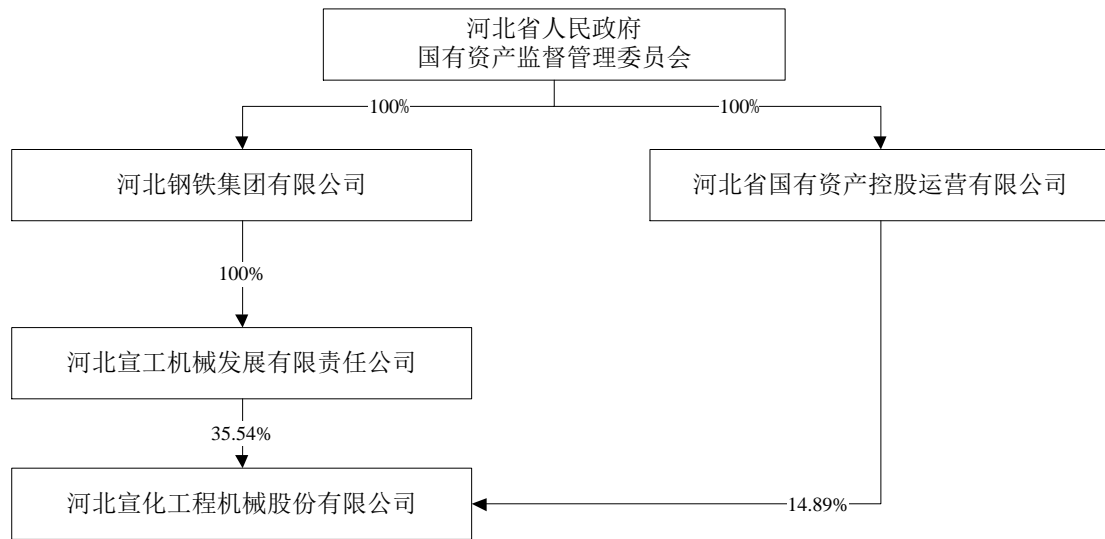 河北省人民政府
国有资产监督管理委员会
100%
100%
河北钢铁集团有限公司
河北省国有资产控股运营有限公司
100%
河北宣工机械发展有限责任公司
35.54%
河北宣化工程机械股份有限公司
14.89%